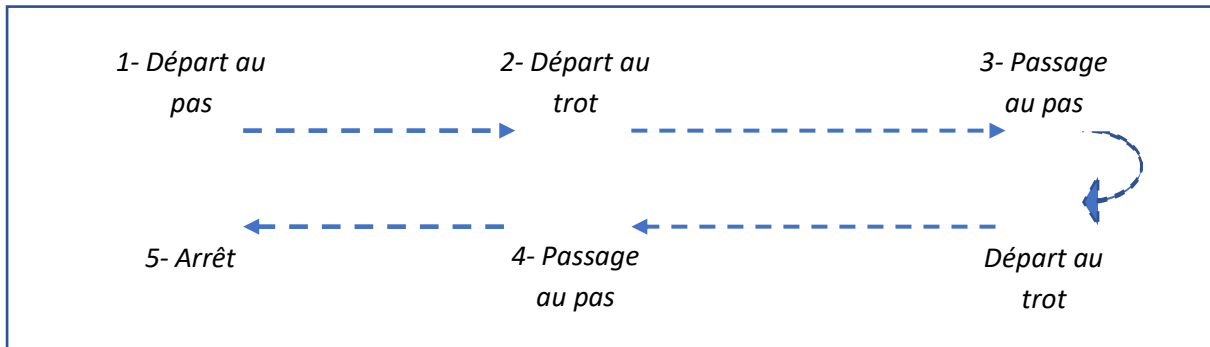 1- Départ au
pas
2- Départ au
trot
3- Passage
au pas
5- Arrêt
4- Passage
au pas
Départ au
trot